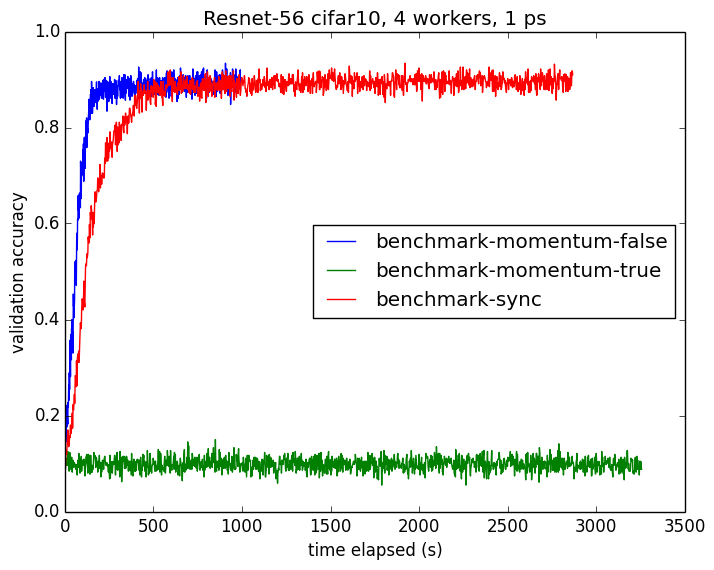 Resnet-56 cifar10, 4 workers, 1 ps
1.0
0.8
0.6
0.4
0.2
0.0
validation accuracy
benchmark-momentum-false
benchmark-momentum-true
benchmark-sync
0 500 1000 1500 2000 2500 3000 3500
time elapsed (s)